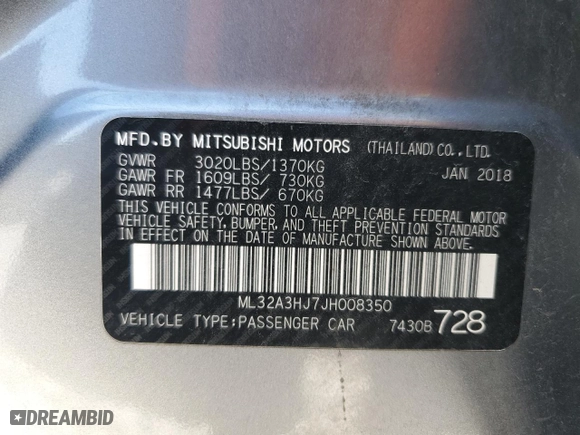 MFD.BY MITSUBISHI MOTORS (THAILAND)CO.,LTD.
GVWR 3020LBS/1370KG JAN 2018
GAWR FR 1609LBS/ 730KG
GAWR RR 1477LBS/ 670KG
THIS VEHICLE CONFORMS TO ALL APPLICABLE FEDERAL MOTOR
VEHICLE SAFETY, BUMPER, AND THEFT PREVENTION STANDARDS
IN EFFECT ON THE DATE OF MANUFACTURE SHOWN ABOVE.
ML32A3HJ7JH008350
VEHICLE TYPE:PASSENGER CAR 7430B 728
DREAMBID